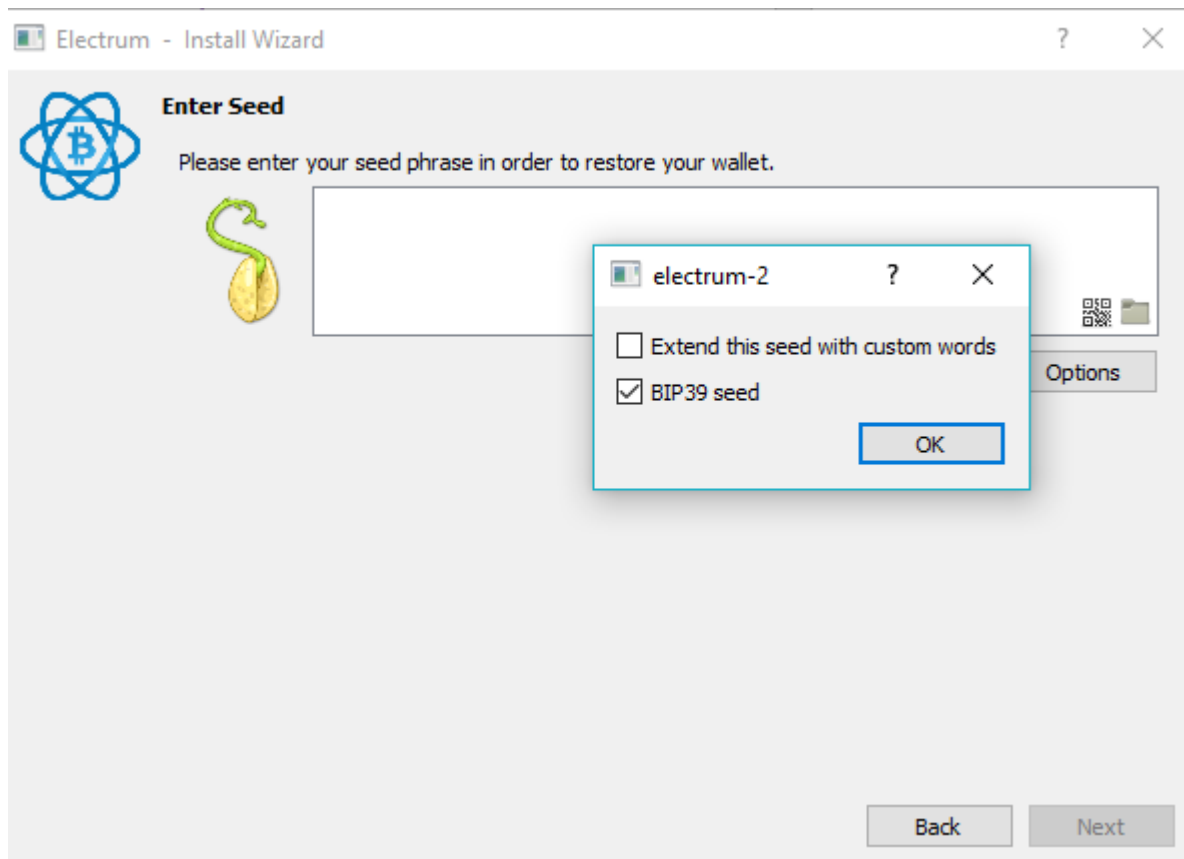 Electrum - Install Wizard
Enter Seed
Please enter your seed phrase in order to restore your wallet.
electrum-2
Extend this seed with custom words
BIP39 seed
OK
Options
Back
Next